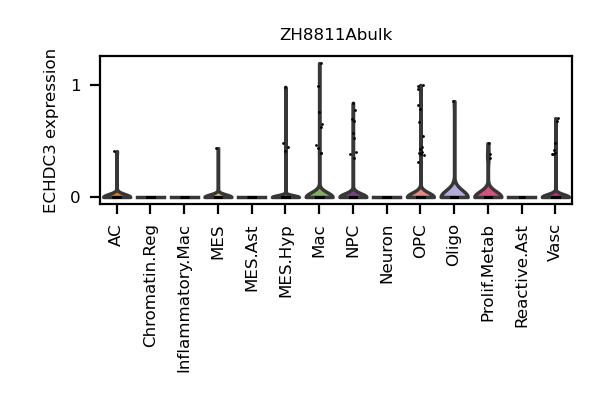 ZH8811Abulk
ECHDC3 expression
1
0
AC
Chromatin.Reg
Inflammatory.Mac
MES
MES.Ast
MES.Hyp
Mac
NPC
Neuron
OPC
Oligo
Prolif.Metab
Reactive.Ast
Vasc